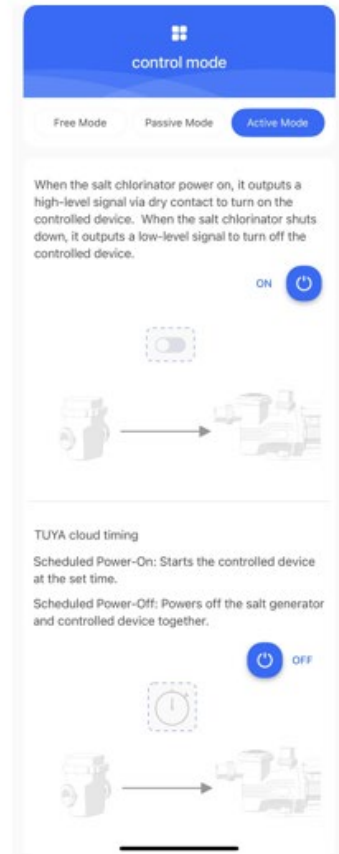 control mode
Free Mode
Passive Mode
Active Mode
When the salt chlorinator power on, it outputs a
high-level signal via dry contact to turn on the
controlled device. When the salt chlorinator shuts
down, it outputs a low-level signal to turn off the
controlled device.
ON
TUYA cloud timing
Scheduled Power-On: Starts the controlled device
at the set time.
Scheduled Power-Off: Powers off the salt generator
and controlled device together.
OFF